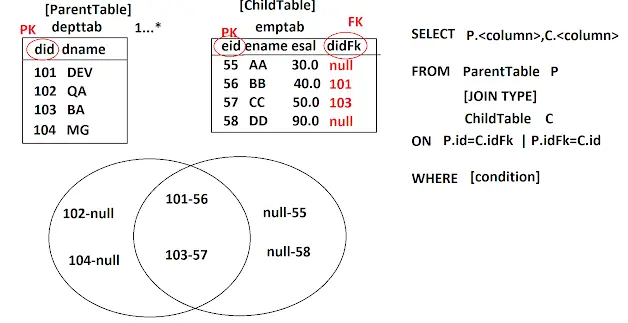 [ParentTable]
depttab 1...*
PK
did dname
101 DEV
102 QA
103 BA
104 MG
[ChildTable]
PK emptab FK
eid ename esal didFk
55 AA 30.0 null
56 BB 40.0 101
57 CC 50.0 103
58 DD 90.0 null
SELECT P.<column>,C.<column>
FROM ParentTable P
[JOIN TYPE]
ChildTable C
ON P.id=C.idFk | P.idFk=C.id
WHERE [condition]
102-null
104-null
101-56
103-57
null-55
null-58